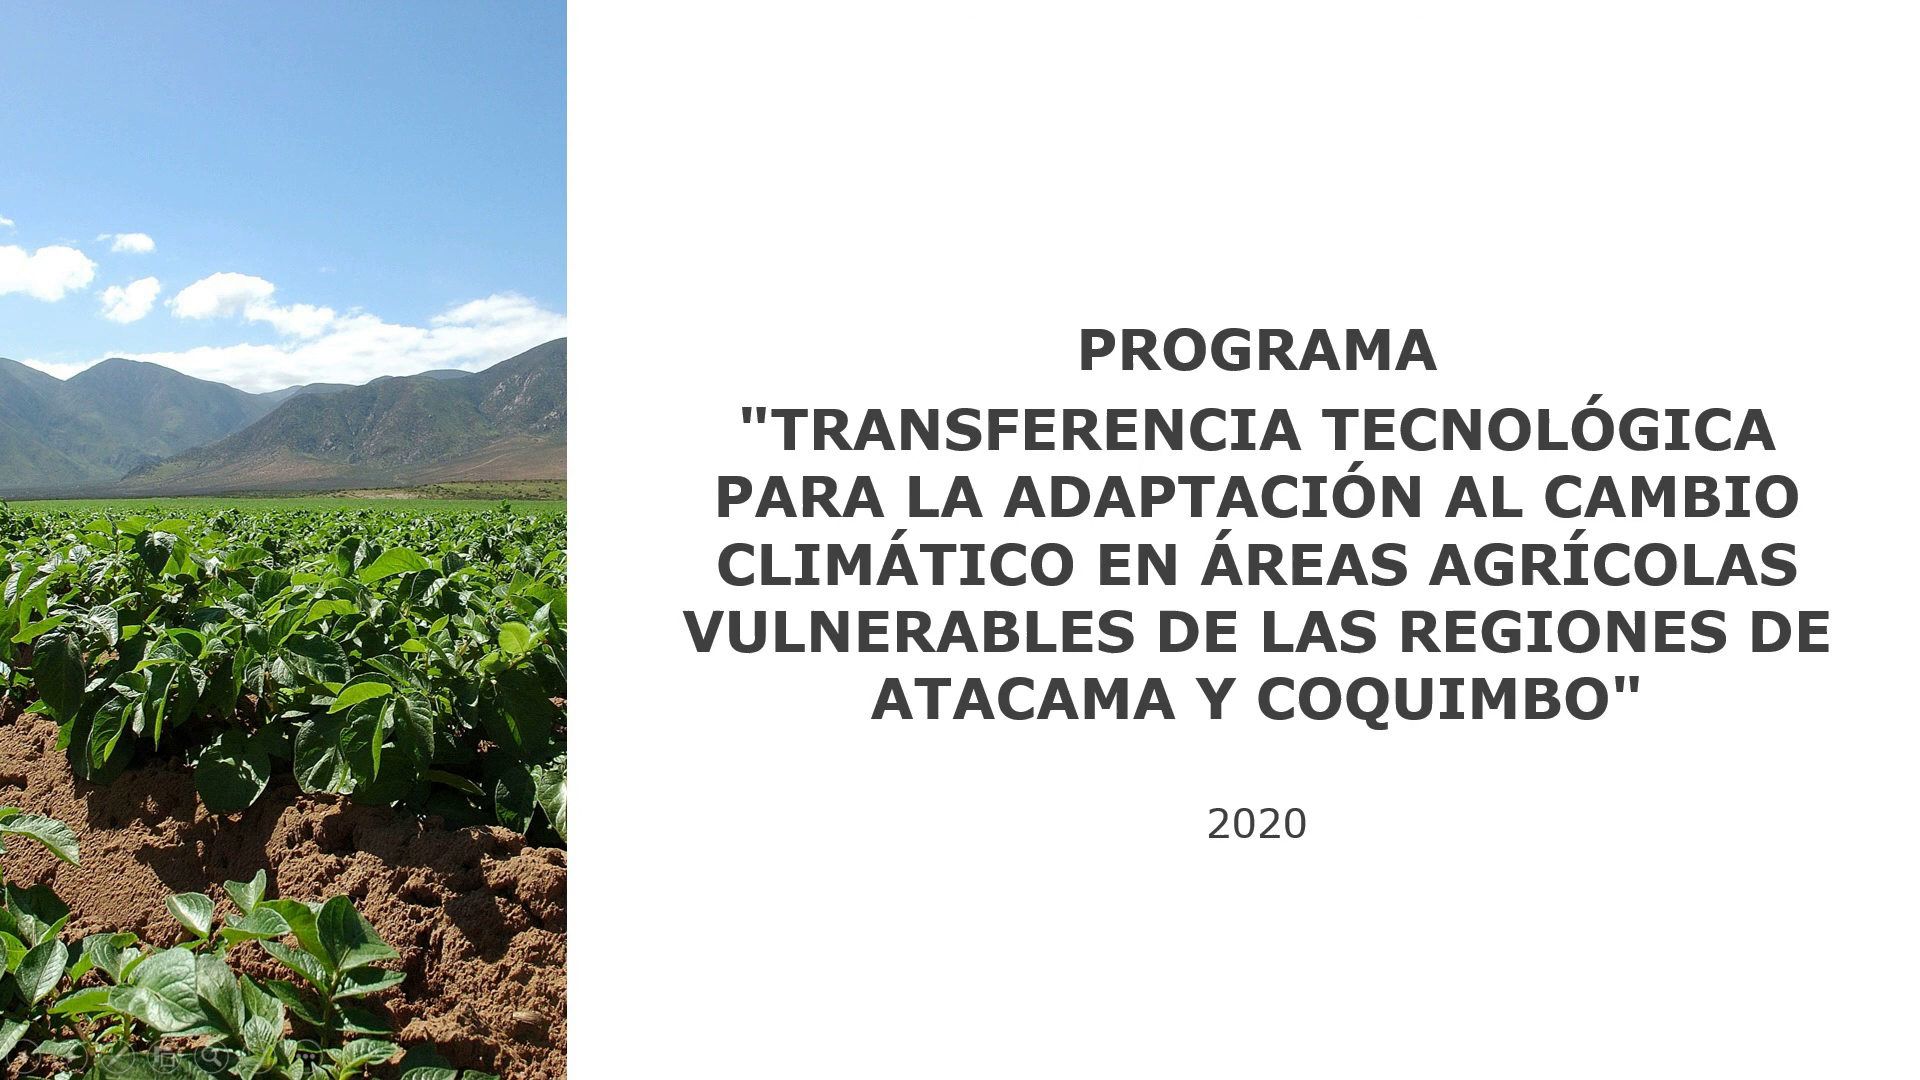 PROGRAMA
"TRANSFERENCIA TECNOLÓGICA
PARA LA ADAPTACIÓN AL CAMBIO
CLIMÁTICO EN ÁREAS AGRÍCOLAS
VULNERABLES DE LAS REGIONES DE
ATACAMA Y COQUIMBO"
2020